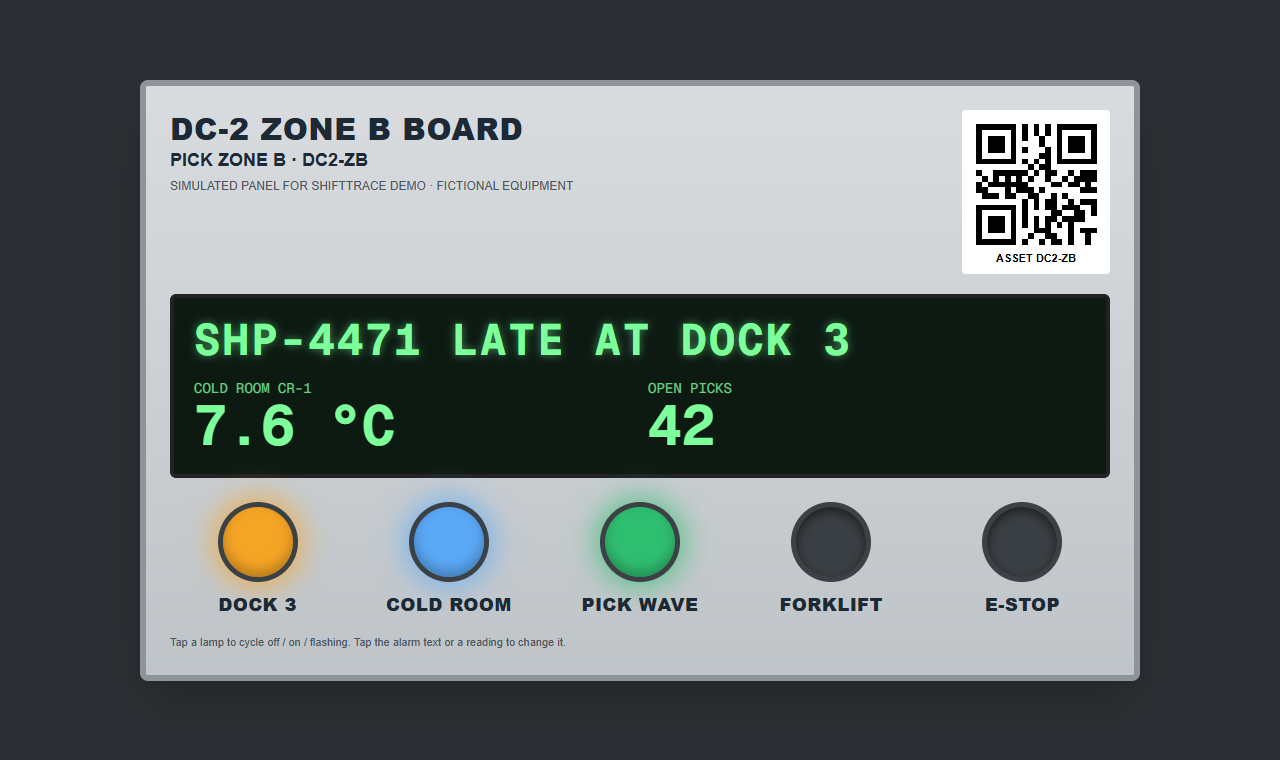 DC-2 ZONE B BOARD
PICK ZONE B · DC2-ZB
SIMULATED PANEL FOR SHIFTTRACE DEMO · FICTIONAL EQUIPMENT
ASSET DC2-ZB
SHP-4471 LATE AT DOCK 3
COLD ROOM CR-1
OPEN PICKS
7.6 °C
42
DOCK 3
COLD ROOM
PICK WAVE
FORKLIFT
E-STOP
Tap a lamp to cycle off / on / flashing. Tap the alarm text or a reading to change it.